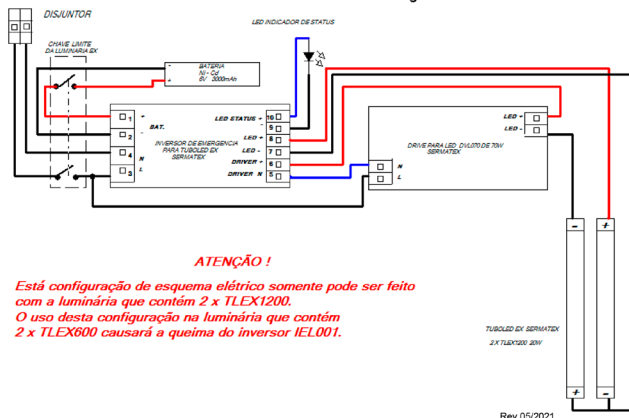 DISJUNTOR
LED INDICADOR DE STATUS
CHAVE LIMITE
DA LUMINARIA EX
- BATERIA
NI - Cd
+ 6V 3000mAh
1 +
BAT.
2 -
4 N
3 L
INVERSOR DE EMERGENCIA
PARA TUBOLED EX
SERMATEX
LED STATUS + 10
- 9
LED + 8
LED - 7
DRIVER + 6
DRIVER N 5
LED +
LED -
DRIVE PARA LED DVL070 DE 70W
SERMATEX
N
L
ATENÇÃO !
Está configuração de esquema elétrico somente pode ser feito
com a luminária que contém 2 x TLEX1200.
O uso desta configuração na luminária que contém
2 x TLEX600 causará a queima do inversor IEL001.
- +
TUBOLED EX SERMATEX
2 X TLEX1200 20W
+ -
Rev.05/2021